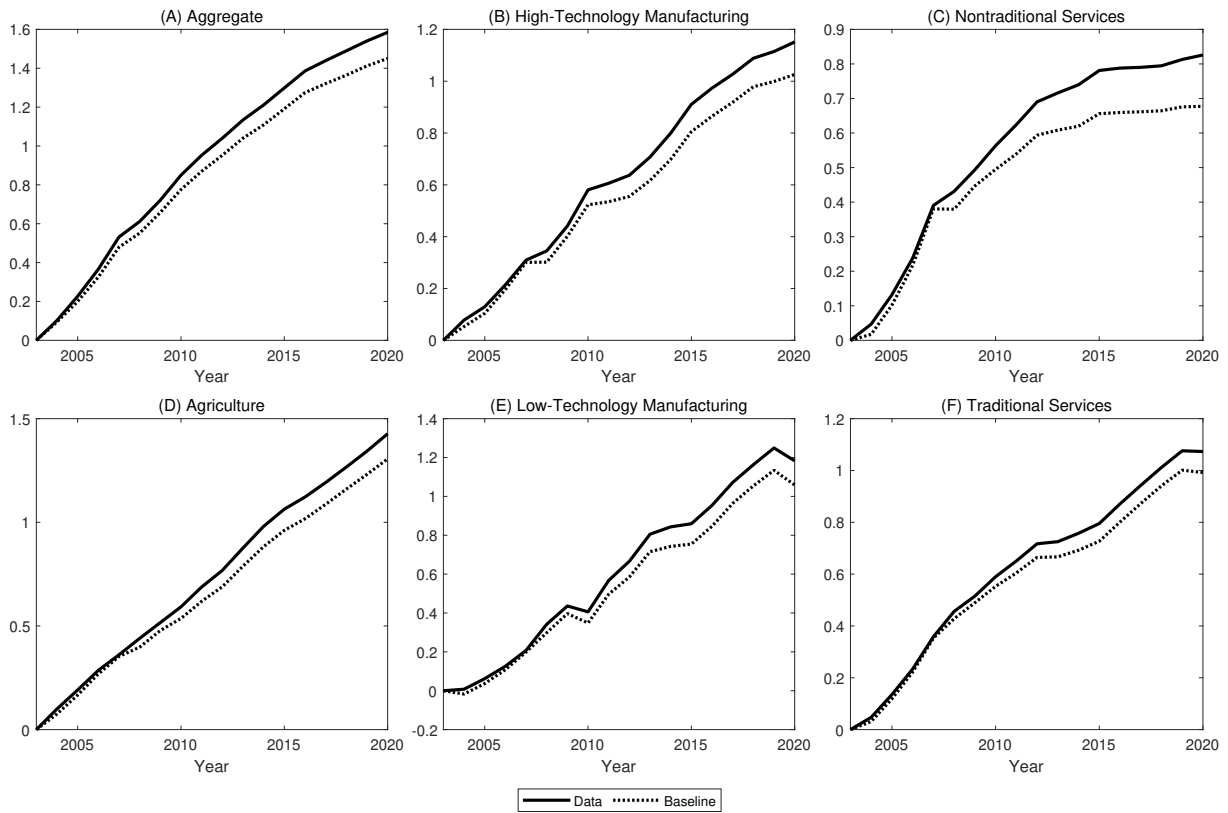 (A) Aggregate
1.6
1.4
1.2
1
0.8
0.6
0.4
0.2
0
2005 2010 2015 2020
Year
(B) High-Technology Manufacturing
1.2
1
0.8
0.6
0.4
0.2
0
2005 2010 2015 2020
Year
(C) Nontraditional Services
0.9
0.8
0.7
0.6
0.5
0.4
0.3
0.2
0.1
0
2005 2010 2015 2020
Year
(D) Agriculture
1.5
1
0.5
0
2005 2010 2015 2020
Year
(E) Low-Technology Manufacturing
1.4
1.2
1
0.8
0.6
0.4
0.2
0
-0.2
2005 2010 2015 2020
Year
(F) Traditional Services
1.2
1
0.8
0.6
0.4
0.2
0
2005 2010 2015 2020
Year
Data Baseline